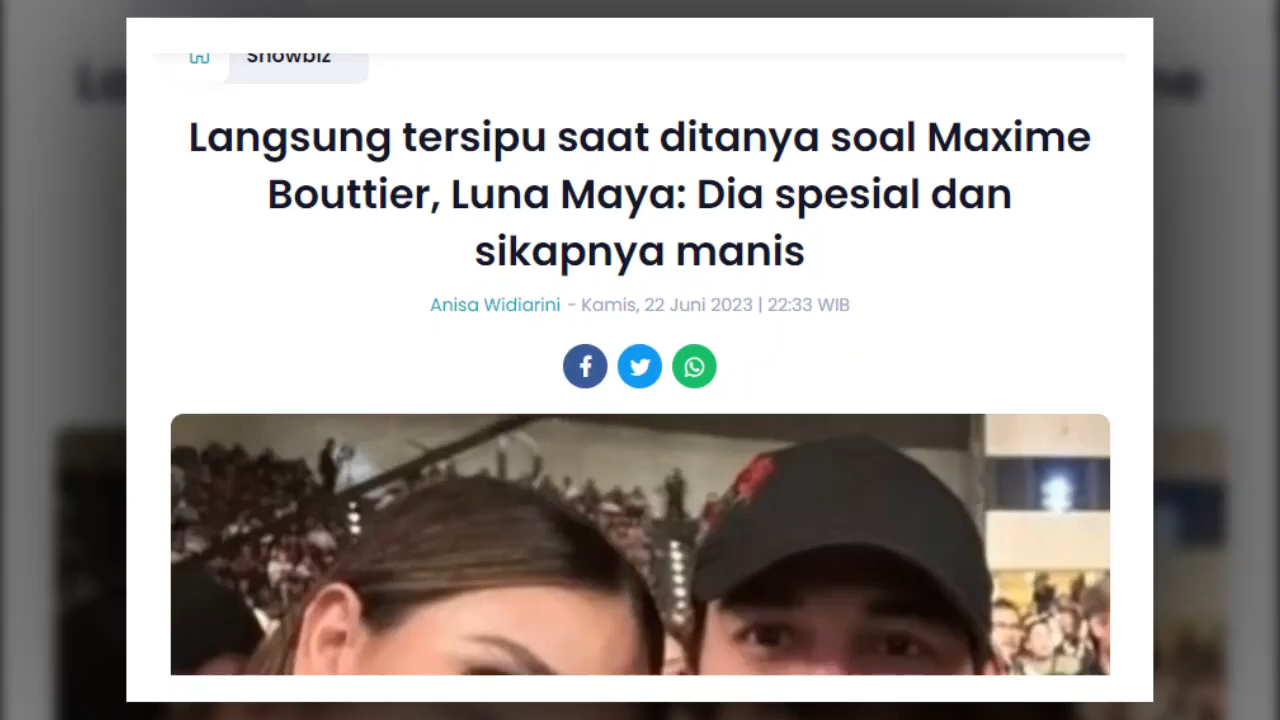 Showbiz
Langsung tersipu saat ditanya soal Maxime
Bouttier, Luna Maya: Dia spesial dan
sikapnya manis
Anisa Widiarini - Kamis, 22 Juni 2023 | 22:33 WIB